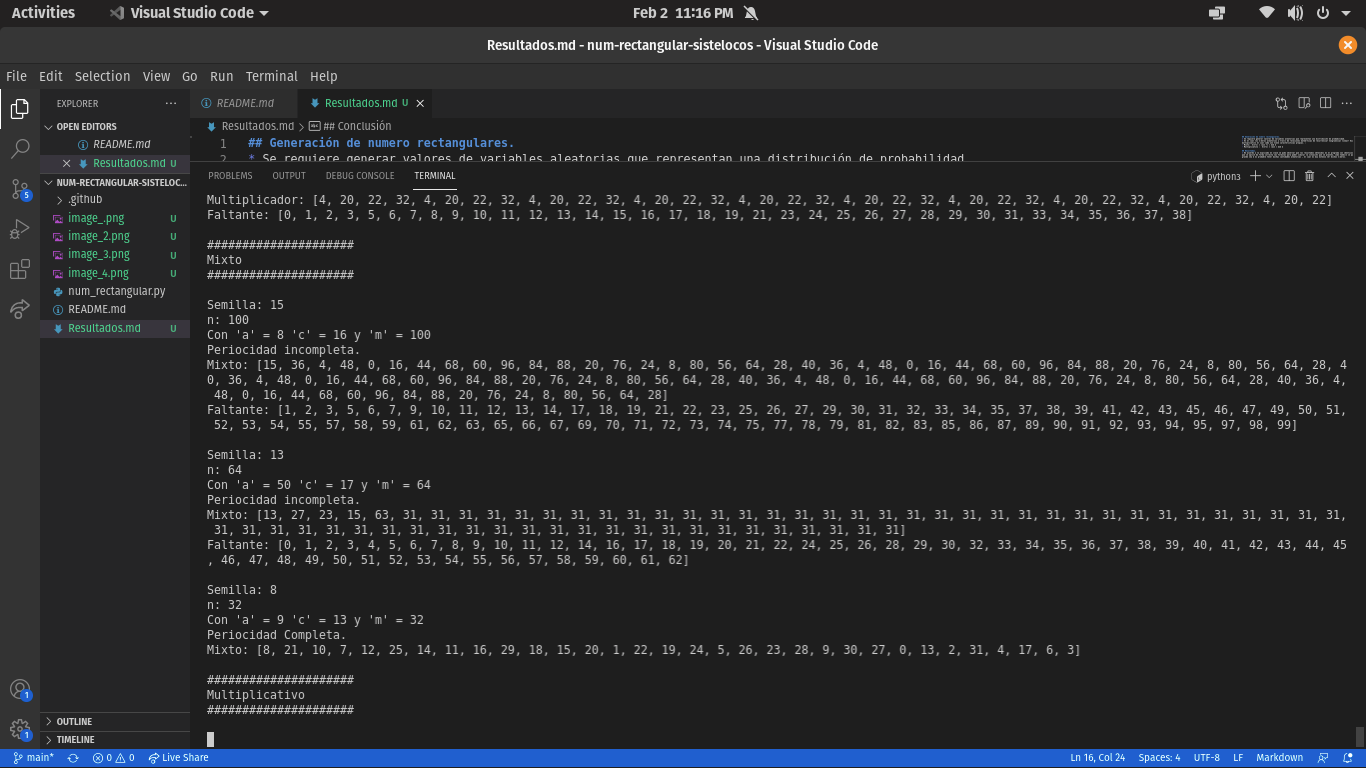 Activities
Visual Studio Code
Feb 2 11:16 PM
Resultados.md - num-rectangular-sistelocos - Visual Studio Code
File Edit Selection View Go Run Terminal Help
EXPLORER
OPEN EDITORS
README.md
Resultados.md U
NUM-RECTANGULAR-SISTELOC...
.github
image_.png U
image_2.png U
image_3.png U
image_4.png U
num_rectangular.py
README.md
Resultados.md U
OUTLINE
TIMELINE
5
1
1
README.md
Resultados.md U
Resultados.md > ## Conclusión
1 ## Generación de numero rectangulares.
2 * Se requiere generar valores de variables aleatorias que representan una distribución de probabilidad
PROBLEMS OUTPUT DEBUG CONSOLE TERMINAL
python3
Multiplicador: [4, 20, 22, 32, 4, 20, 22, 32, 4, 20, 22, 32, 4, 20, 22, 32, 4, 20, 22, 32, 4, 20, 22, 32, 4, 20, 22, 32, 4, 20, 22, 32, 4, 20, 22, 32, 4, 20, 22]
Faltante: [0, 1, 2, 3, 5, 6, 7, 8, 9, 10, 11, 12, 13, 14, 15, 16, 17, 18, 19, 21, 23, 24, 25, 26, 27, 28, 29, 30, 31, 33, 34, 35, 36, 37, 38]
#####################
Mixto
#####################
Semilla: 15
n: 100
Con 'a' = 8 'c' = 16 y 'm' = 100
Periocidad incompleta.
Mixto: [15, 36, 4, 48, 0, 16, 44, 68, 60, 96, 84, 88, 20, 76, 24, 8, 80, 56, 64, 28, 40, 36, 4, 48, 0, 16, 44, 68, 60, 96, 84, 88, 20, 76, 24, 8, 80, 56, 64, 28, 4
0, 36, 4, 48, 0, 16, 44, 68, 60, 96, 84, 88, 20, 76, 24, 8, 80, 56, 64, 28, 40, 36, 4, 48, 0, 16, 44, 68, 60, 96, 84, 88, 20, 76, 24, 8, 80, 56, 64, 28, 40, 36, 4,
48, 0, 16, 44, 68, 60, 96, 84, 88, 20, 76, 24, 8, 80, 56, 64, 28]
Faltante: [1, 2, 3, 5, 6, 7, 9, 10, 11, 12, 13, 14, 17, 18, 19, 21, 22, 23, 25, 26, 27, 29, 30, 31, 32, 33, 34, 35, 37, 38, 39, 41, 42, 43, 45, 46, 47, 49, 50, 51,
52, 53, 54, 55, 57, 58, 59, 61, 62, 63, 65, 66, 67, 69, 70, 71, 72, 73, 74, 75, 77, 78, 79, 81, 82, 83, 85, 86, 87, 89, 90, 91, 92, 93, 94, 95, 97, 98, 99]
Semilla: 13
n: 64
Con 'a' = 50 'c' = 17 y 'm' = 64
Periocidad incompleta.
Mixto: [13, 27, 23, 15, 63, 31, 31, 31, 31, 31, 31, 31, 31, 31, 31, 31, 31, 31, 31, 31, 31, 31, 31, 31, 31, 31, 31, 31, 31, 31, 31, 31, 31, 31, 31, 31, 31, 31, 31,
31, 31, 31, 31, 31, 31, 31, 31, 31, 31, 31, 31, 31, 31, 31, 31, 31, 31, 31, 31, 31, 31, 31, 31, 31]
Faltante: [0, 1, 2, 3, 4, 5, 6, 7, 8, 9, 10, 11, 12, 14, 16, 17, 18, 19, 20, 21, 22, 24, 25, 26, 28, 29, 30, 32, 33, 34, 35, 36, 37, 38, 39, 40, 41, 42, 43, 44, 45
, 46, 47, 48, 49, 50, 51, 52, 53, 54, 55, 56, 57, 58, 59, 60, 61, 62]
Semilla: 8
n: 32
Con 'a' = 9 'c' = 13 y 'm' = 32
Periocidad Completa.
Mixto: [8, 21, 10, 7, 12, 25, 14, 11, 16, 29, 18, 15, 20, 1, 22, 19, 24, 5, 26, 23, 28, 9, 30, 27, 0, 13, 2, 31, 4, 17, 6, 3]
#####################
Multiplicativo
#####################
main* 0 0 Live Share
Ln 16, Col 24 Spaces: 4 UTF-8 LF Markdown